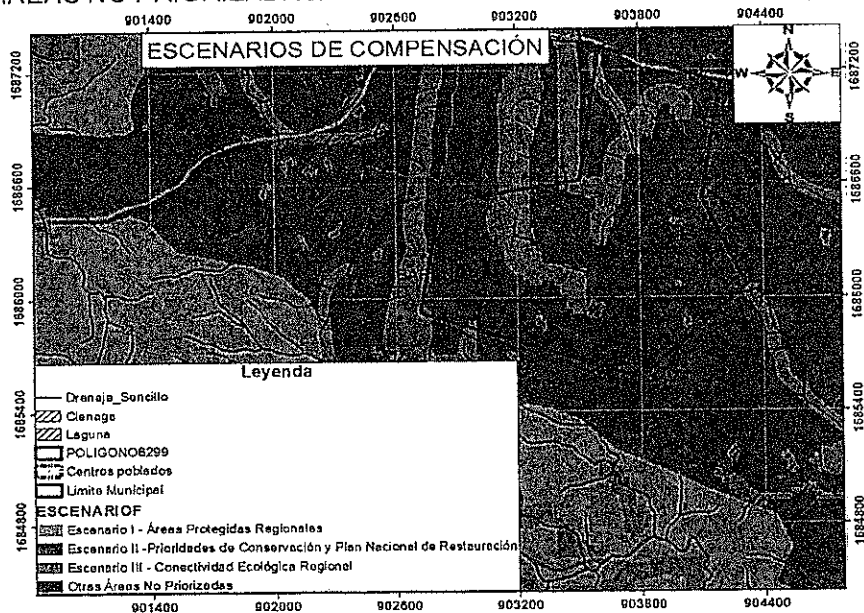 ÁREAS NO PRIORIZADAS
901400 902000 902600 903200 903800 904400
ESCENARIOS DE COMPENSACIÓN
N
W E
S
1687200 1687200
1686600 1686600
1686000 1686000
1685400 1685400
1684800 1684800
Leyenda
Drenaje_Sencillo
Cienaga
Laguna
POLIGONO6299
Centros poblados
Limite Municipal
ESCENARIOF
Escenario I - Áreas Protegidas Regionales
Escenario II -Prioridades de Conservación y Plan Nacional de Restauración
Escenario III - Conectividad Ecológica Regional
Otras Áreas No Priorizadas
901400 902000 902600 903200 903800 904400